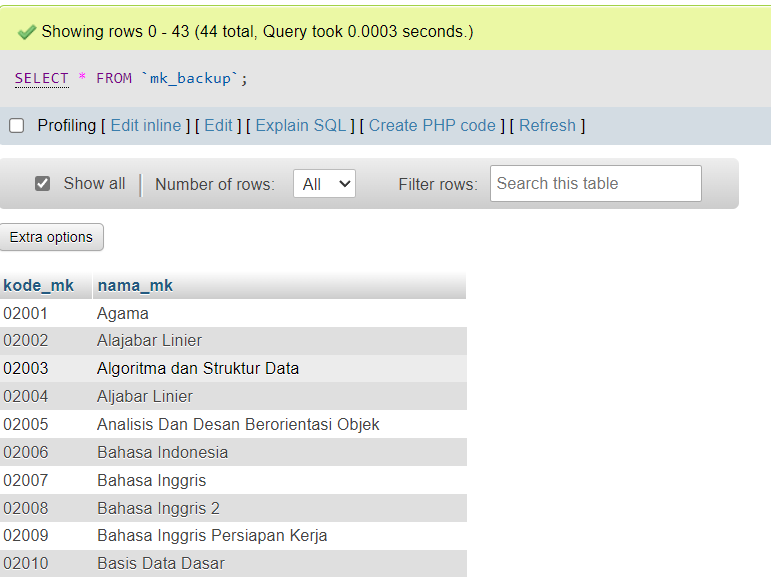 Showing rows 0 - 43 (44 total, Query took 0.0003 seconds.)
SELECT * FROM `mk_backup`;
Profiling [ Edit inline ] [ Edit ] [ Explain SQL ] [ Create PHP code ] [ Refresh ]
Show all Number of rows: All Filter rows: Search this table
Extra options
kode_mk nama_mk
02001 Agama
02002 Alajabar Linier
02003 Algoritma dan Struktur Data
02004 Aljabar Linier
02005 Analisis Dan Desan Berorientasi Objek
02006 Bahasa Indonesia
02007 Bahasa Inggris
02008 Bahasa Inggris 2
02009 Bahasa Inggris Persiapan Kerja
02010 Basis Data Dasar